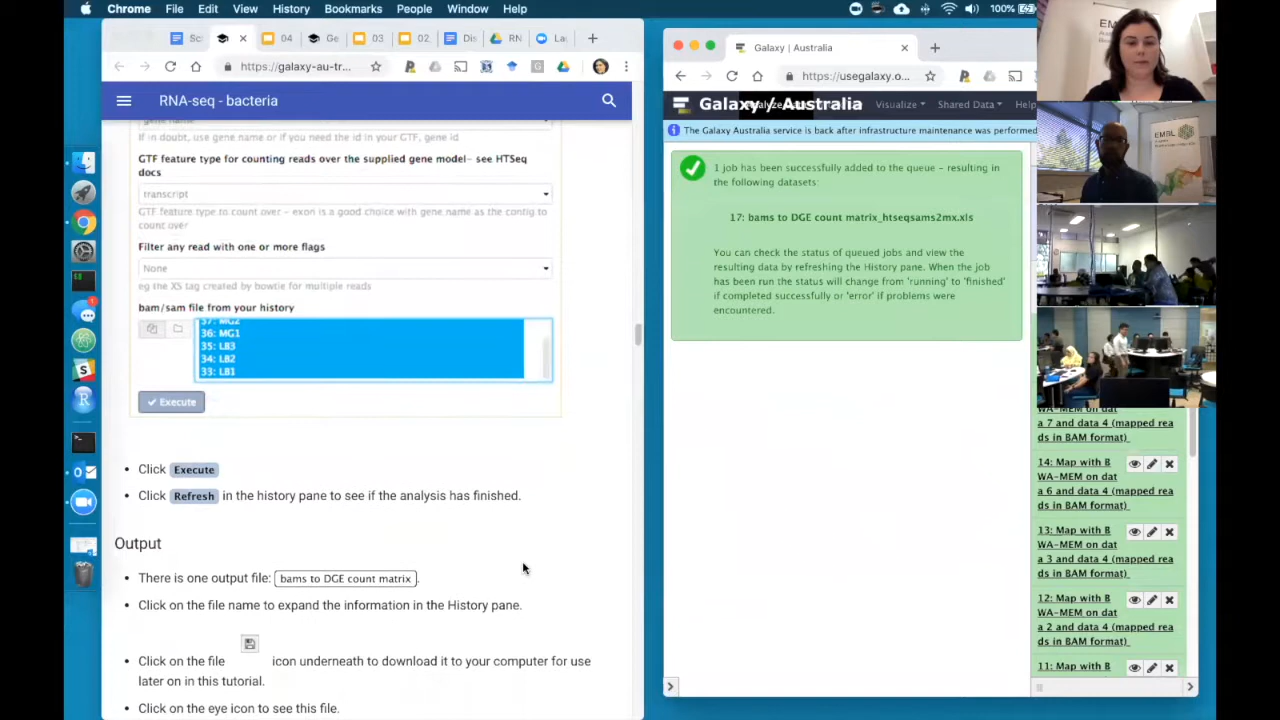 Chrome File Edit View History Bookmarks People Window Help
100%
Sc 04 Ge 03 02 Di RN La
https://galaxy-au-tr...
RNA-seq - bacteria
gene name
If in doubt, use gene name or if you need the id in your GTF, gene id
GTF feature type for counting reads over the supplied gene model- see HTSeq
docs
transcript
GTF feature type to count over - exon is a good choice with gene name as the contig to
count over
Filter any read with one or more flags
None
eg the XS tag created by bowtie for multiple reads
bam/sam file from your history
37: MG2
36: MG1
35: LB3
34: LB2
33: LB1
Execute
• Click Execute
• Click Refresh in the history pane to see if the analysis has finished.
Output
• There is one output file: bams to DGE count matrix.
• Click on the file name to expand the information in the History pane.
• Click on the file icon underneath to download it to your computer for use
later on in this tutorial.
• Click on the eye icon to see this file.
Galaxy | Australia
https://usegalaxy.o...
Galaxy / Australia
Visualize Shared Data Help
The Galaxy Australia service is back after infrastructure maintenance was performed
1 job has been successfully added to the queue - resulting in
the following datasets:
17: bams to DGE count matrix_htseqsams2mx.xls
You can check the status of queued jobs and view the
resulting data by refreshing the History pane. When the job
has been run the status will change from 'running' to 'finished'
if completed successfully or 'error' if problems were
encountered.
EMBL
WA-MEM on dat
a 7 and data 4 (mapped rea
ds in BAM format)
14: Map with B
WA-MEM on dat
a 6 and data 4 (mapped rea
ds in BAM format)
13: Map with B
WA-MEM on dat
a 3 and data 4 (mapped rea
ds in BAM format)
12: Map with B
WA-MEM on dat
a 2 and data 4 (mapped rea
ds in BAM format)
11: Map with B